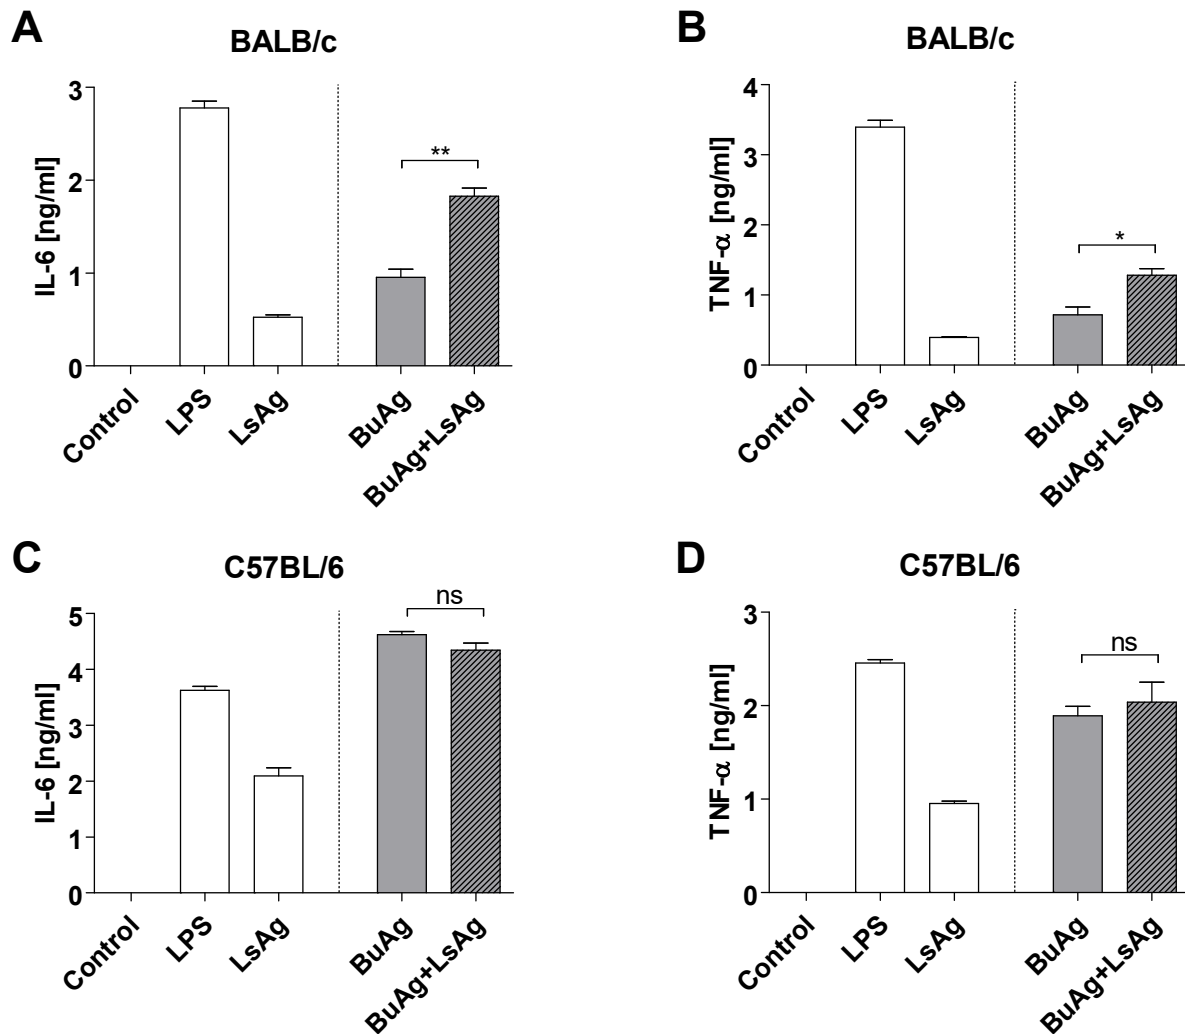 A
BALB/c
IL-6 [ng/ml]
3
2
1
0
**
Control
LPS
LsAg
BuAg
BuAg+LsAg
B
BALB/c
TNF-α [ng/ml]
4
3
2
1
0
*
Control
LPS
LsAg
BuAg
BuAg+LsAg
C
C57BL/6
IL-6 [ng/ml]
5
4
3
2
1
0
ns
Control
LPS
LsAg
BuAg
BuAg+LsAg
D
C57BL/6
TNF-α [ng/ml]
3
2
1
0
ns
Control
LPS
LsAg
BuAg
BuAg+LsAg